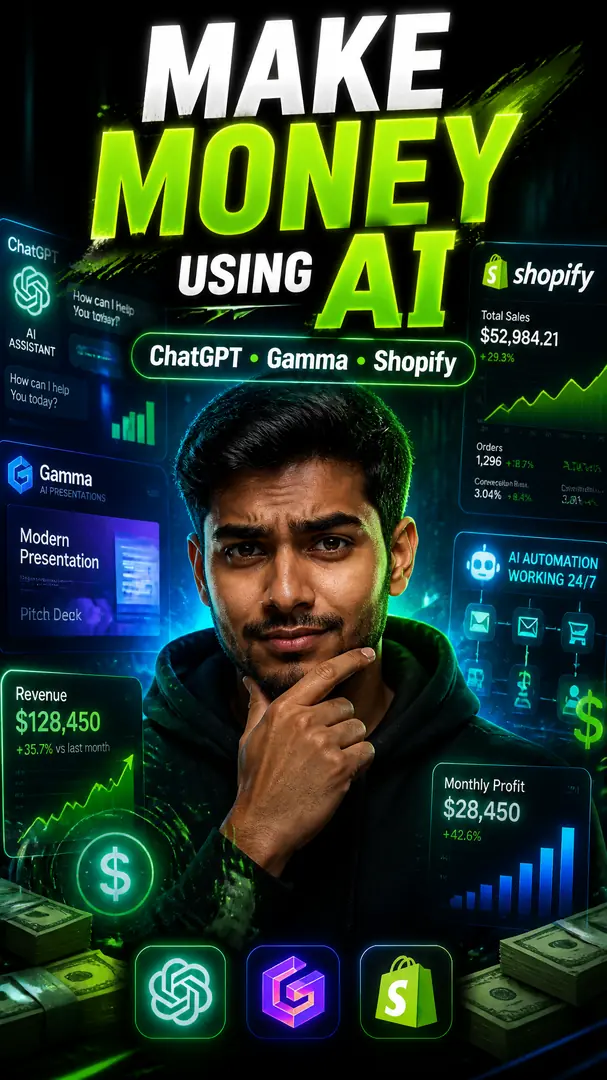 MAKE
MONEY
USING AI
ChatGPT • Gamma • Shopify
ChatGPT
AI
ASSISTANT
How can I Help
You today?
How can I help
You today?
Gamma
AI PRESENTATIONS
Modern
Presentation
Pitch Deck
Revenue
$128,450
+35.7% vs last month
$
shopify
Total Sales
$52,984.21
+29.3%
Orders
1,296
3.04% +8.4%
AI AUTOMATION
WORKING 24/7
$
Monthly Profit
$28,450
+42.6%